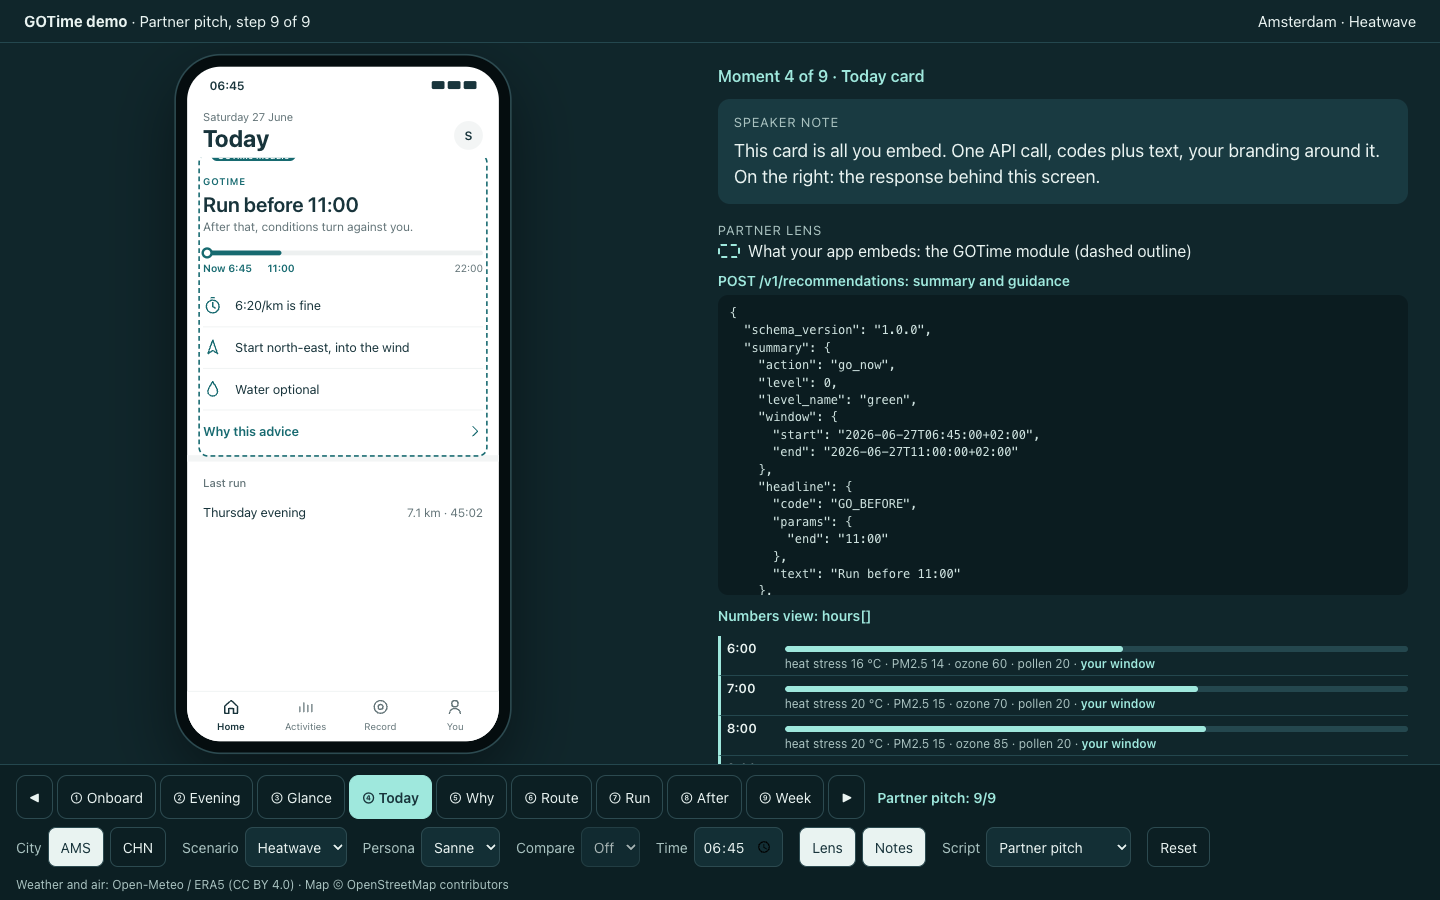 GOTime demo · Partner pitch, step 9 of 9
Amsterdam · Heatwave
06:45
Saturday 27 June
Today
S
GOTIME
Run before 11:00
After that, conditions turn against you.
Now 6:45 11:00 22:00
6:20/km is fine
Start north-east, into the wind
Water optional
Why this advice
Last run
Thursday evening 7.1 km · 45:02
Home Activities Record You
Moment 4 of 9 · Today card
SPEAKER NOTE
This card is all you embed. One API call, codes plus text, your branding around it.
On the right: the response behind this screen.
PARTNER LENS
What your app embeds: the GOTime module (dashed outline)
POST /v1/recommendations: summary and guidance
{
"schema_version": "1.0.0",
"summary": {
"action": "go_now",
"level": 0,
"level_name": "green",
"window": {
"start": "2026-06-27T06:45:00+02:00",
"end": "2026-06-27T11:00:00+02:00"
},
"headline": {
"code": "GO_BEFORE",
"params": {
"end": "11:00"
},
"text": "Run before 11:00"
},
Numbers view: hours[]
6:00
heat stress 16 °C · PM2.5 14 · ozone 60 · pollen 20 · your window
7:00
heat stress 20 °C · PM2.5 15 · ozone 70 · pollen 20 · your window
8:00
heat stress 20 °C · PM2.5 15 · ozone 85 · pollen 20 · your window
◀ ① Onboard ② Evening ③ Glance ④ Today ⑤ Why ⑥ Route ⑦ Run ⑧ After ⑨ Week ▶ Partner pitch: 9/9
City AMS CHN Scenario Heatwave Persona Sanne Compare Off Time 06:45 Lens Notes Script Partner pitch Reset
Weather and air: Open-Meteo / ERA5 (CC BY 4.0) · Map © OpenStreetMap contributors